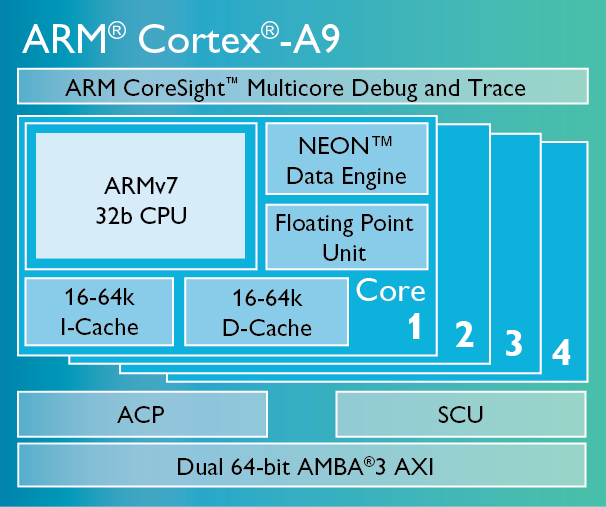 ARM® Cortex®-A9
ARM CoreSight™ Multicore Debug and Trace
ARMv7
32b CPU
NEON™
Data Engine
Floating Point
Unit
16-64k
I-Cache
16-64k
D-Cache
Core
1
2
3
4
ACP
SCU
Dual 64-bit AMBA®3 AXI